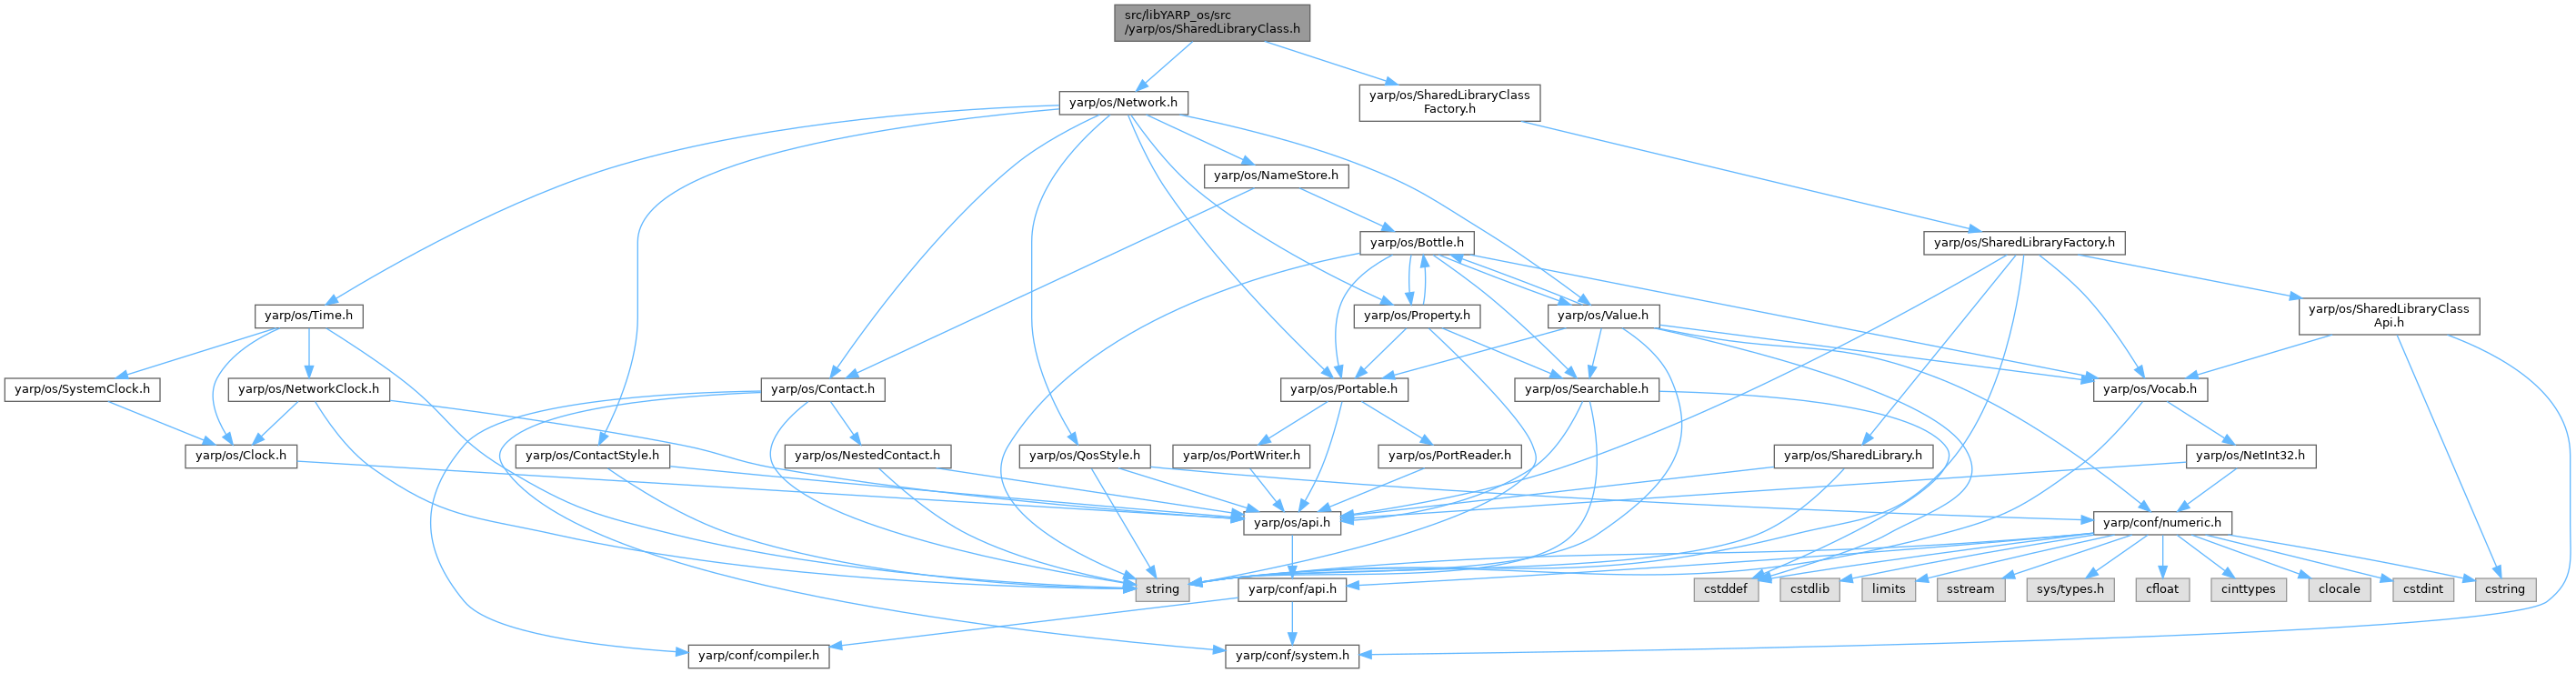 src/libYARP_os/src
/yarp/os/SharedLibraryClass.h
yarp/os/Network.h
yarp/os/SharedLibraryClass
Factory.h
yarp/os/NameStore.h
yarp/os/Bottle.h
yarp/os/SharedLibraryFactory.h
yarp/os/Time.h
yarp/os/Property.h
yarp/os/Value.h
yarp/os/SharedLibraryClass
Api.h
yarp/os/SystemClock.h
yarp/os/NetworkClock.h
yarp/os/Contact.h
yarp/os/Portable.h
yarp/os/Searchable.h
yarp/os/Vocab.h
yarp/os/Clock.h
yarp/os/ContactStyle.h
yarp/os/NestedContact.h
yarp/os/QosStyle.h
yarp/os/PortWriter.h
yarp/os/PortReader.h
yarp/os/SharedLibrary.h
yarp/os/NetInt32.h
yarp/os/api.h
yarp/conf/numeric.h
string
yarp/conf/api.h
cstddef
cstdlib
limits
sstream
sys/types.h
cfloat
cinttypes
clocale
cstdint
cstring
yarp/conf/compiler.h
yarp/conf/system.h